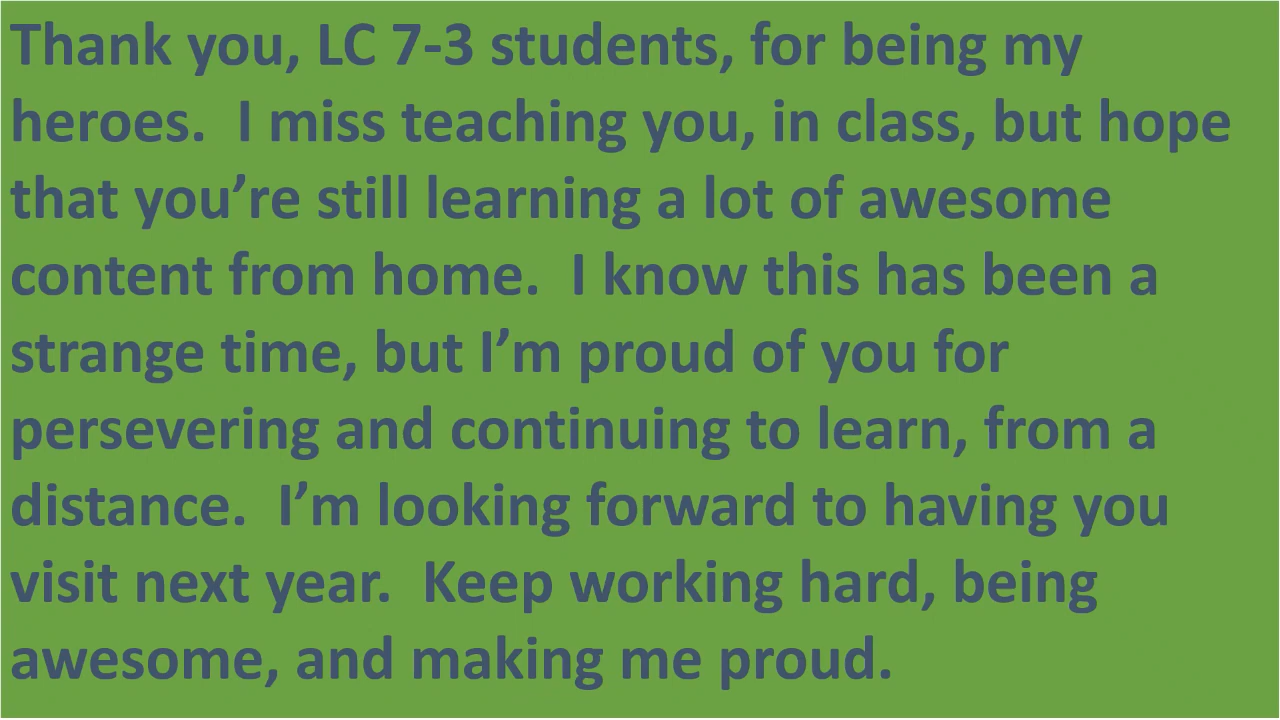 Thank you, LC 7-3 students, for being my
heroes.  I miss teaching you, in class, but hope
that you’re still learning a lot of awesome
content from home.  I know this has been a
strange time, but I’m proud of you for
persevering and continuing to learn, from a
distance.  I’m looking forward to having you
visit next year.  Keep working hard, being
awesome, and making me proud.